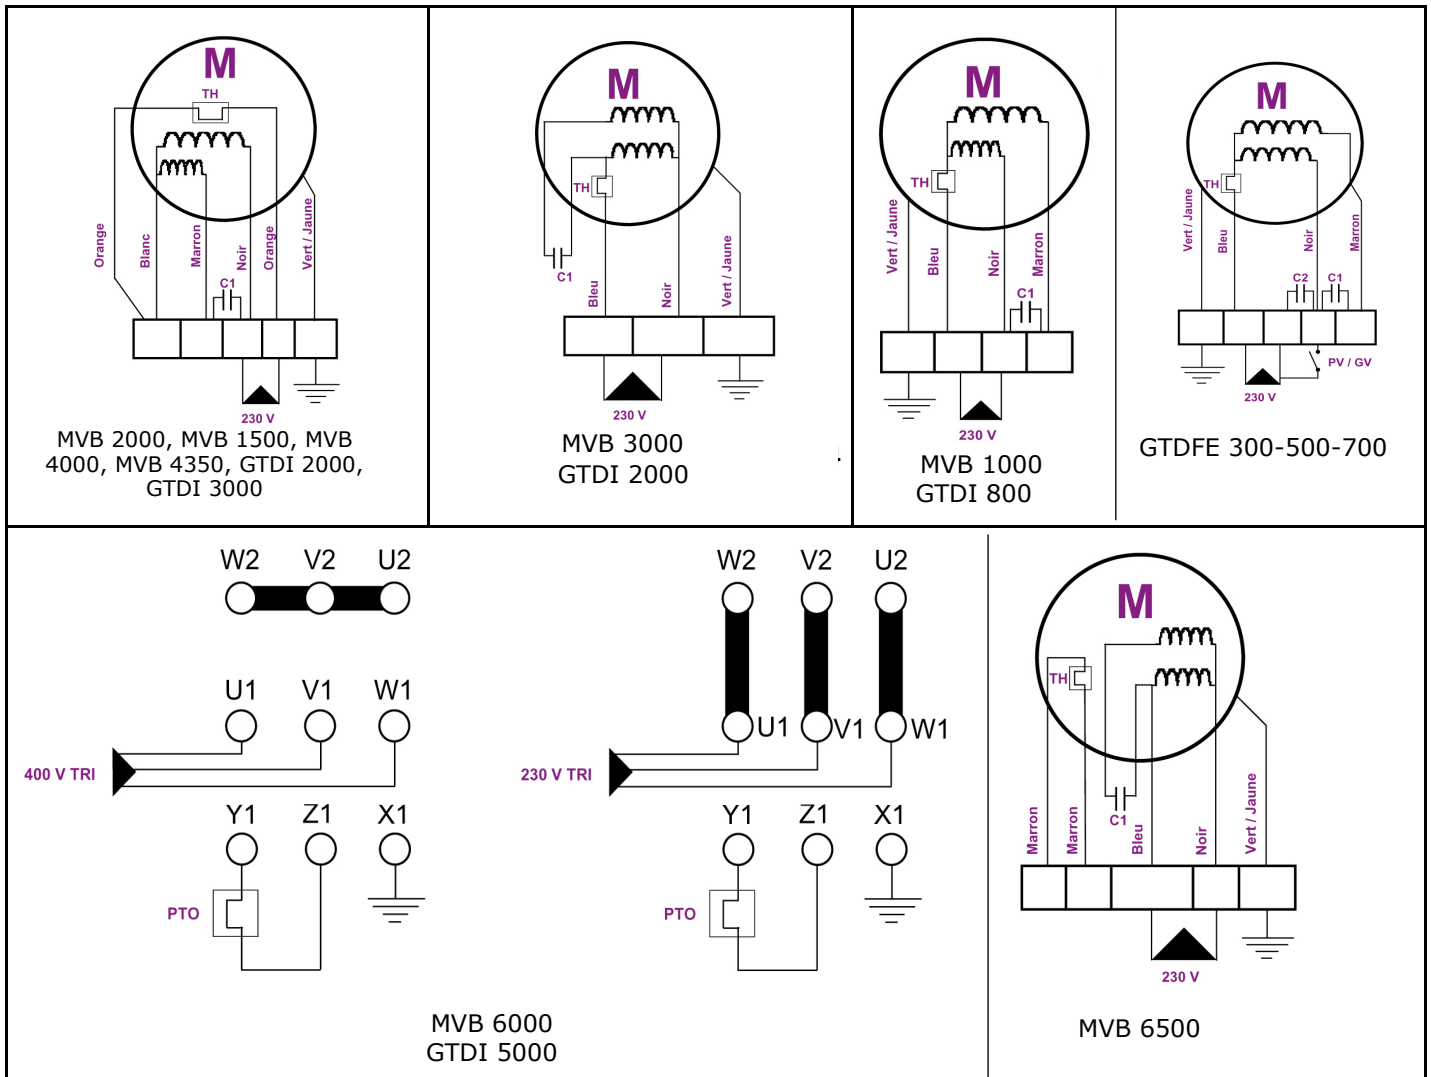 M
TH
Orange
Blanc
Marron
Noir
Orange
Vert / Jaune
C1
230 V
MVB 2000, MVB 1500, MVB
4000, MVB 4350, GTDI 2000,
GTDI 3000
M
TH
C1
Bleu
Noir
Vert / Jaune
230 V
MVB 3000
GTDI 2000
M
TH
Vert / Jaune
Bleu
Noir
Marron
C1
230 V
MVB 1000
GTDI 800
M
TH
Vert / Jaune
Bleu
Noir
Marron
C2
C1
PV / GV
230 V
GTDFE 300-500-700
W2 V2 U2
U1 V1 W1
400 V TRI
Y1 Z1 X1
PTO
W2 V2 U2
U1 V1 W1
230 V TRI
Y1 Z1 X1
PTO
MVB 6000
GTDI 5000
M
TH
C1
Marron
Marron
Bleu
Noir
Vert / Jaune
230 V
MVB 6500